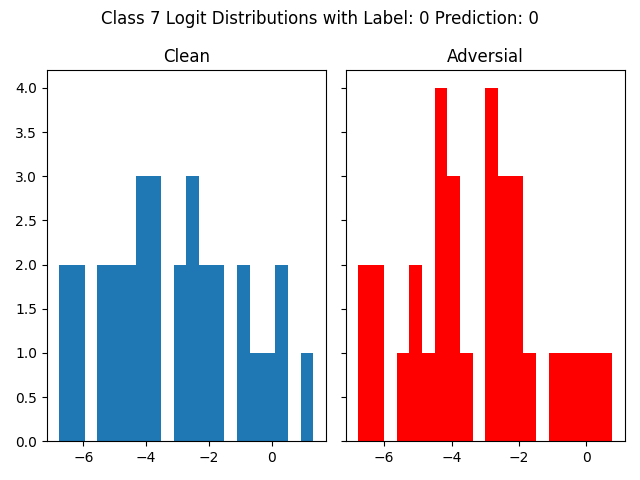 Class 7 Logit Distributions with Label: 0 Prediction: 0
Clean
Adversial
4.0
3.5
3.0
2.5
2.0
1.5
1.0
0.5
0.0
−6 −4 −2 0
−6 −4 −2 0